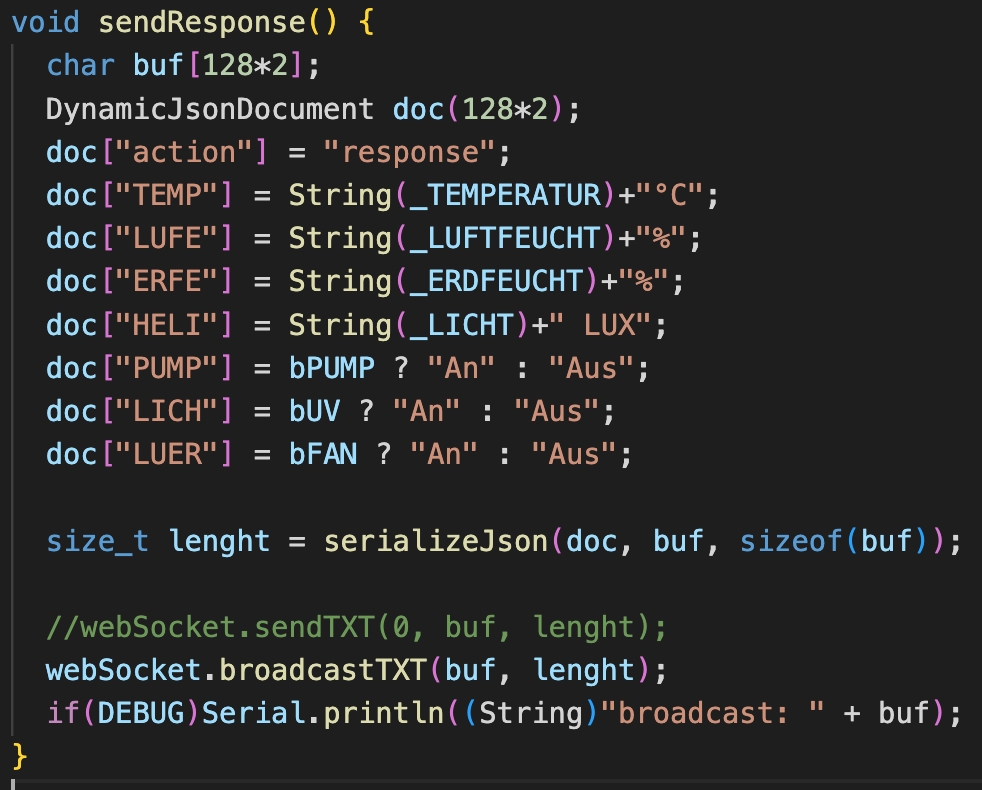 void sendResponse() {
  char buf[128*2];
  DynamicJsonDocument doc(128*2);
  doc["action"] = "response";
  doc["TEMP"] = String(_TEMPERATUR)+"°C";
  doc["LUFE"] = String(_LUFTFEUCHT)+"%";
  doc["ERFE"] = String(_ERDFEUCHT)+"%";
  doc["HELI"] = String(_LICHT)+" LUX";
  doc["PUMP"] = bPUMP ? "An" : "Aus";
  doc["LICH"] = bUV ? "An" : "Aus";
  doc["LUER"] = bFAN ? "An" : "Aus";

  size_t lenght = serializeJson(doc, buf, sizeof(buf));

  //webSocket.sendTXT(0, buf, lenght);
  webSocket.broadcastTXT(buf, lenght);
  if(DEBUG)Serial.println((String)"broadcast: " + buf);
}